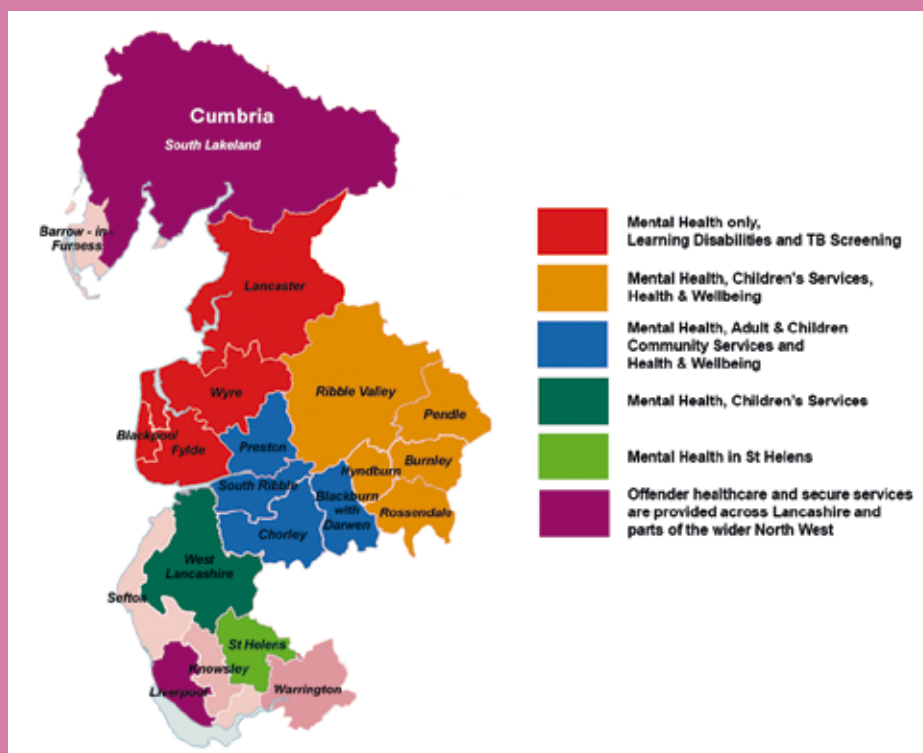 Cumbria
South Lakeland
Barrow - in -
Furness
Lancaster
Wyre
Blackpool
Fylde
Ribble Valley
Pendle
Preston
Burnley
Hyndburn
South Ribble
Blackburn
with
Darwen
Rossendale
Chorley
West
Lancashire
Sefton
St Helens
Knowsley
Liverpool
Warrington
Mental Health only,
Learning Disabilities and TB Screening
Mental Health, Children's Services,
Health & Wellbeing
Mental Health, Adult & Children
Community Services and
Health & Wellbeing
Mental Health, Children's Services
Mental Health in St Helens
Offender healthcare and secure services
are provided across Lancashire and
parts of the wider North West